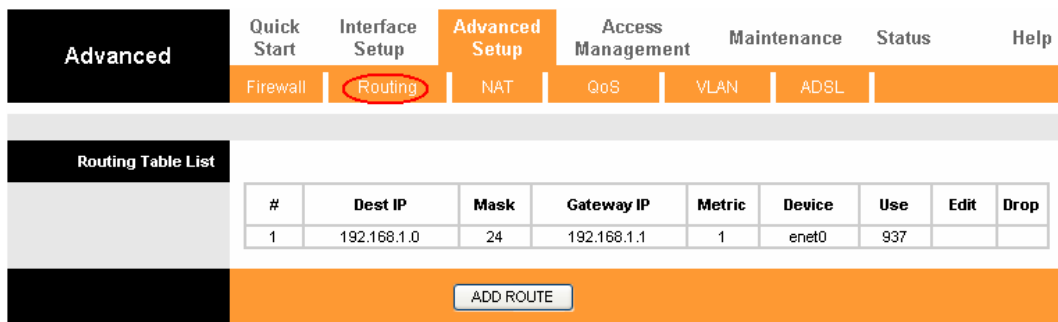 Advanced
Quick Start
Interface Setup
Advanced Setup
Access Management
Maintenance
Status
Help
Firewall
Routing
NAT
QoS
VLAN
ADSL
Routing Table List
# Dest IP Mask Gateway IP Metric Device Use Edit Drop
1 192.168.1.0 24 192.168.1.1 1 enet0 937
ADD ROUTE